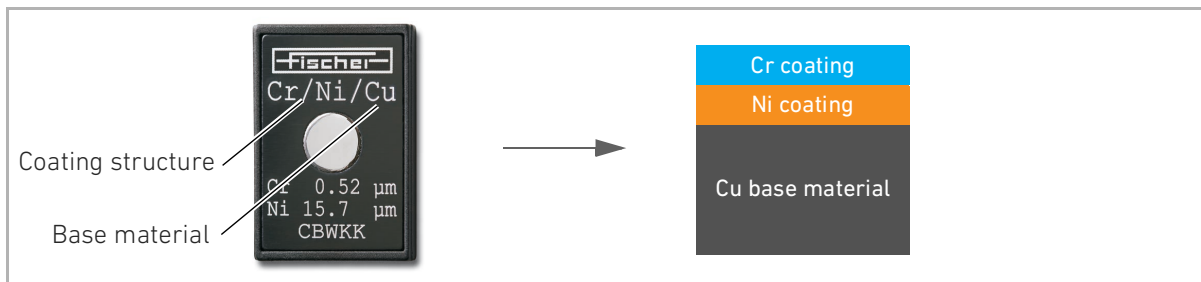 Fischer
Cr/Ni/Cu
Coating structure
Cr 0.52 µm
Ni 15.7 µm
Base material
CBWKK
Cr coating
Ni coating
Cu base material